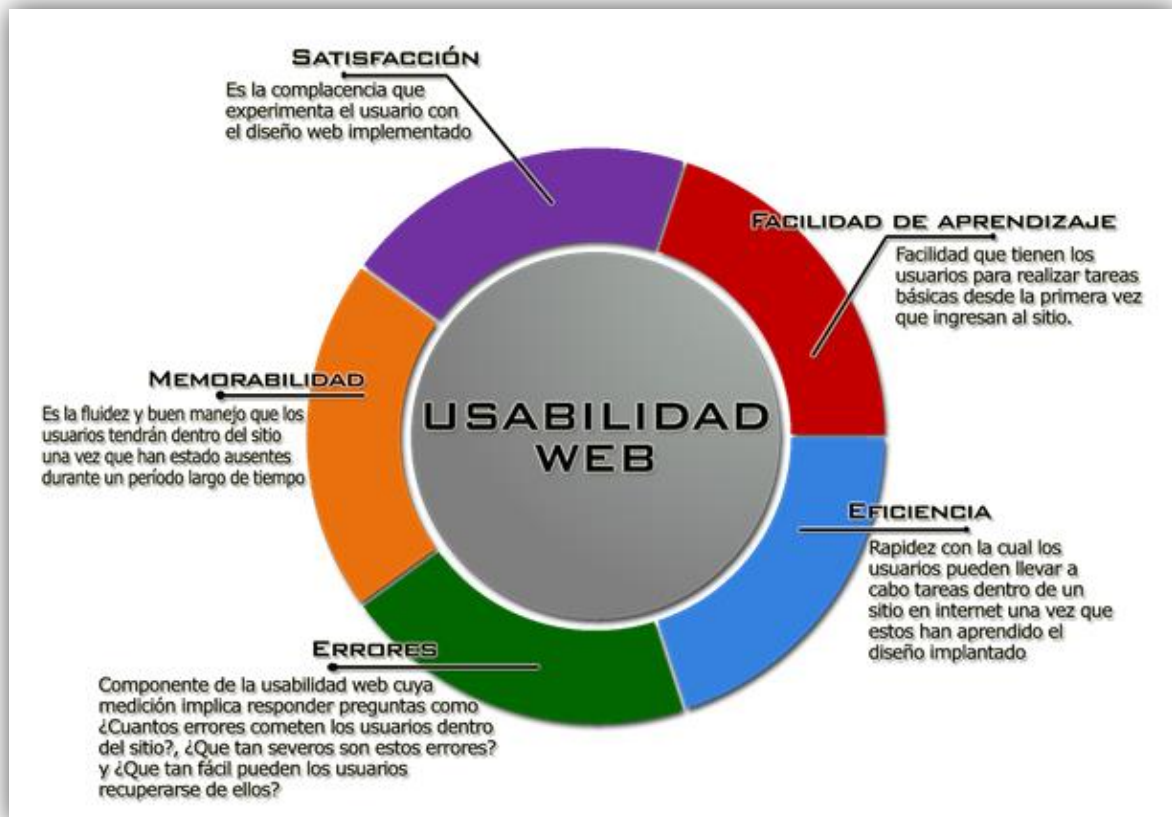 SATISFACCIÓN
Es la complacencia que
experimenta el usuario con
el diseño web implementado
FACILIDAD DE APRENDIZAJE
Facilidad que tienen los
usuarios para realizar tareas
básicas desde la primera vez
que ingresan al sitio.
MEMORABILIDAD
Es la fluidez y buen manejo que los
usuarios tendrán dentro del sitio
una vez que han estado ausentes
durante un período largo de tiempo
USABILIDAD
WEB
EFICIENCIA
Rapidez con la cual los
usuarios pueden llevar a
cabo tareas dentro de un
sitio en internet una vez que
estos han aprendido el
diseño implantado
ERRORES
Componente de la usabilidad web cuya
medición implica responder preguntas como
¿Cuantos errores cometen los usuarios dentro
del sitio?, ¿Que tan severos son estos errores?
y ¿Que tan fácil pueden los usuarios
recuperarse de ellos?